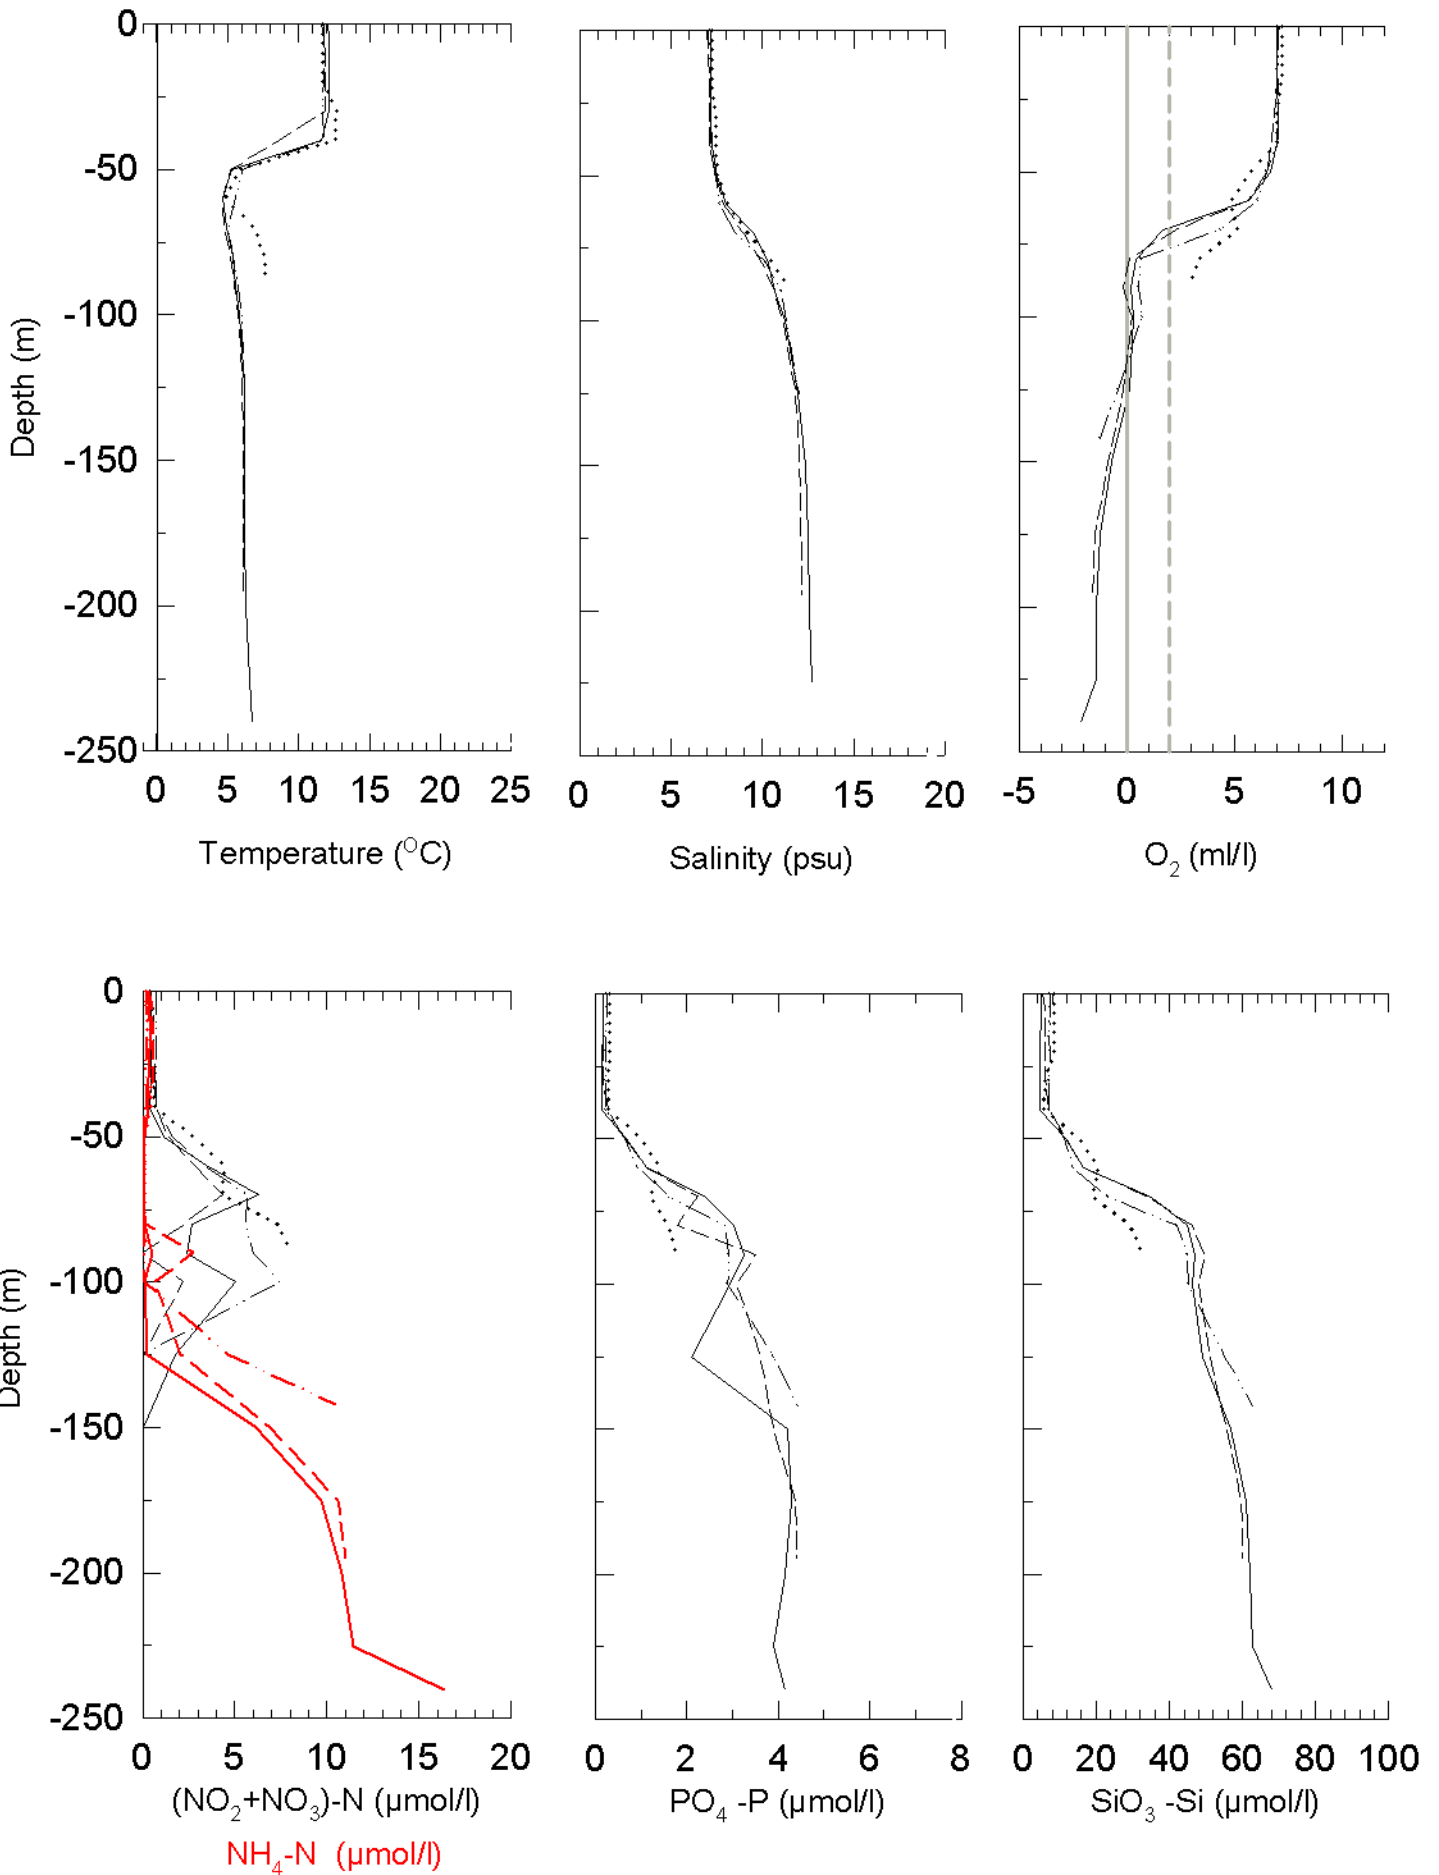 0
-50
-100
-150
-200
-250
Depth (m)
0 5 10 15 20 25
Temperature (°C)
0 5 10 15 20
Salinity (psu)
-5 0 5 10
O2 (ml/l)
0
-50
-100
-150
-200
-250
Depth (m)
0 5 10 15 20
(NO2+NO3)-N (µmol/l)
NH4-N (µmol/l)
0 2 4 6 8
PO4 -P (µmol/l)
0 20 40 60 80 100
SiO3 -Si (µmol/l)